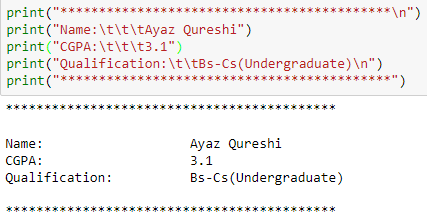 print("*******************************************\n")
print("Name:\t\t\tAyaz Qureshi")
print("CGPA:\t\t\t3.1")
print("Qualification:\t\tBs-Cs(Undergraduate)\n")
print("*******************************************")
*******************************************
Name:                   Ayaz Qureshi
CGPA:                   3.1
Qualification:          Bs-Cs(Undergraduate)
*******************************************